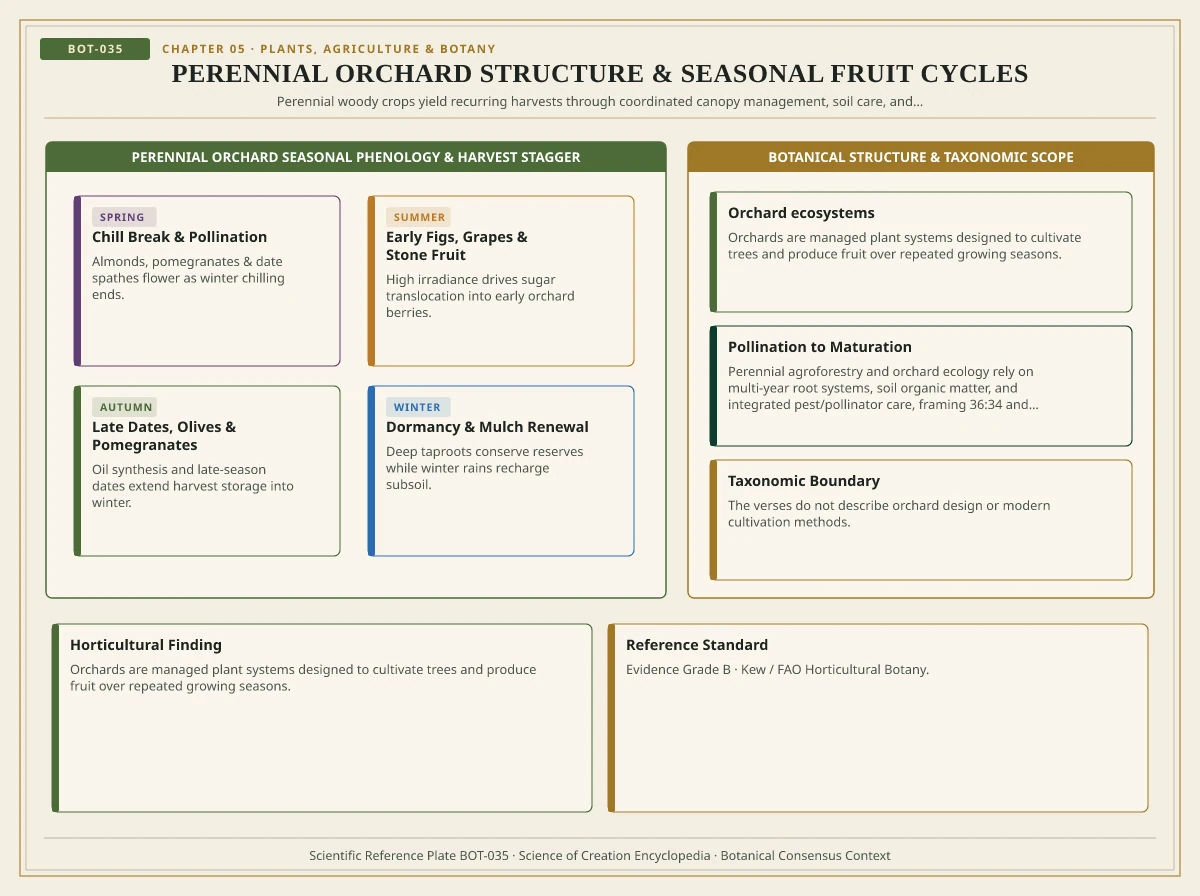 BOT-035
CHAPTER 05 · PLANTS, AGRICULTURE & BOTANY
PERENNIAL ORCHARD STRUCTURE & SEASONAL FRUIT CYCLES
Perennial woody crops yield recurring harvests through coordinated canopy management, soil care, and...
PERENNIAL ORCHARD SEASONAL PHENOLOGY & HARVEST STAGGER
SPRING
Chill Break & Pollination
Almonds, pomegranates & date
spathes flower as winter chilling
ends.
SUMMER
Early Figs, Grapes &
Stone Fruit
High irradiance drives sugar
translocation into early orchard
berries.
AUTUMN
Late Dates, Olives &
Pomegranates
Oil synthesis and late-season
dates extend harvest storage into
winter.
WINTER
Dormancy & Mulch Renewal
Deep taproots conserve reserves
while winter rains recharge
subsoil.
BOTANICAL STRUCTURE & TAXONOMIC SCOPE
Orchard ecosystems
Orchards are managed plant systems designed to cultivate
trees and produce fruit over repeated growing seasons.
Pollination to Maturation
Perennial agroforestry and orchard ecology rely on
multi-year root systems, soil organic matter, and
integrated pest/pollinator care, framing 36:34 and...
Taxonomic Boundary
The verses do not describe orchard design or modern
cultivation methods.
Horticultural Finding
Orchards are managed plant systems designed to cultivate trees and produce
fruit over repeated growing seasons.
Reference Standard
Evidence Grade B · Kew / FAO Horticultural Botany.
Scientific Reference Plate BOT-035 · Science of Creation Encyclopedia · Botanical Consensus Context